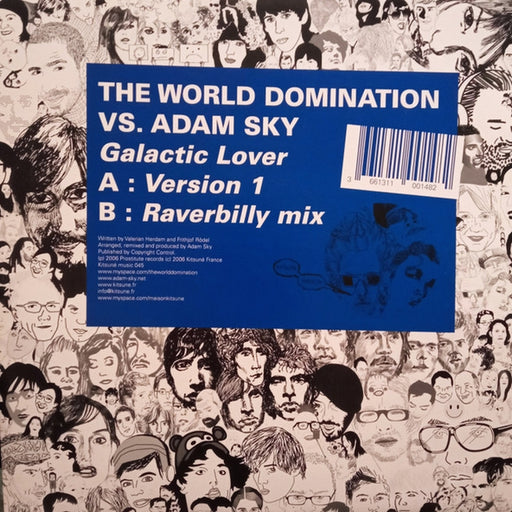 THE WORLD DOMINATION
VS. ADAM SKY
Galactic Lover
A : Version 1
B : Raverbilly mix
3 661311 001482
Written by Valerian Herdam and Frithjof Rödel
Arranged, remixed and produced by Adam Sky
Published by Copyright Control.
(p) 2006 Prostitute records (c) 2006 Kitsuné France
Kitsuné music 045
www.myspace.com/theworlddomination
www.adam-sky.net
www.kitsune.fr
info@kitsune.fr
www.myspace.com/maisonkitsune